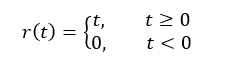 r(t) = { t, t ≥ 0
0, t < 0